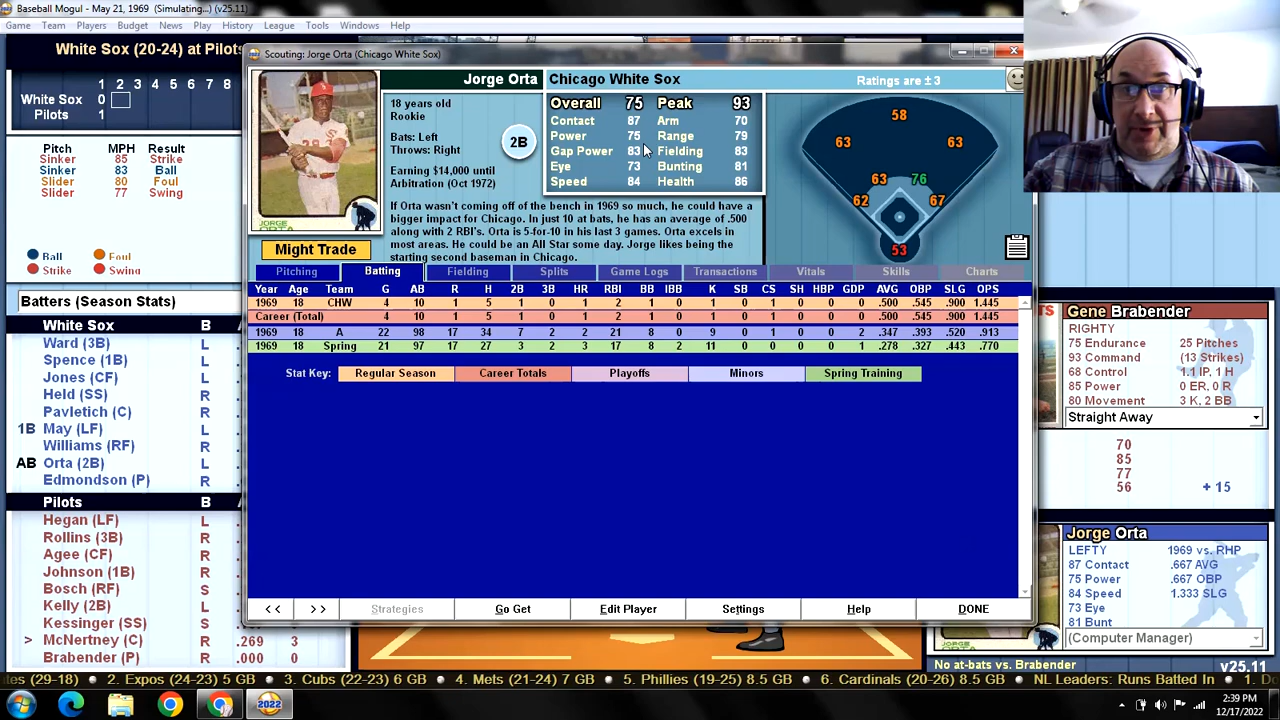 Baseball Mogul - May 21, 1969 (Simulating...) (v25.11)
Game Team Players Budget News Play History League Tools Windows Help
White Sox (20-24) at Pilots
1 2 3 4 5 6 7 8
White Sox 0
Pilots 1
Pitches MPH Result
Sinker 85 Strike
Sinker 83 Ball
Slider 80 Foul
Slider 77 Swing
Ball Foul
Strike Swing
Batters (Season Stats)
White Sox B
Ward (3B) L
Spence (1B) L
Jones (CF) L
Held (SS) R
Pavletich (C) R
1B May (LF) L
Williams (RF) R
AB Orta (2B) L
Edmondson (P) R
Pilots B
Hegan (LF) L
Rollins (3B) R
Agee (CF) R
Johnson (1B) R
Bosch (RF) S
Kelly (2B) L
Kessinger (SS) S
> McNertney (C) R .269 3
Brabender (P) R .000 0
Scouting: Jorge Orta (Chicago White Sox)
Jorge Orta
Chicago White Sox
Ratings are ± 3
JORGE
ORTA
Might Trade
18 years old
Rookie
Bats: Left
Throws: Right
2B
Earning $14,000 until
Arbitration (Oct 1972)
Overall 75 Peak 93
Contact 87 Arm 70
Power 75 Range 79
Gap Power 83 Fielding 83
Eye 73 Bunting 81
Speed 84 Health 86
If Orta wasn't coming off of the bench in 1969 so much, he could have a
bigger impact for Chicago. In just 10 at bats, he has an average of .500
along with 2 RBI's. Orta is 5-for-10 in his last 3 games. Orta excels in
most areas. He could be an All Star some day. Jorge likes being the
starting second baseman in Chicago.
58
63 63
63 76
62 67
53
Pitching Batting Fielding Splits Game Logs Transactions Vitals Skills Charts
Year Age Team G AB R H 2B 3B HR RBI BB IBB K SB CS SH HBP GDP AVG OBP SLG OPS
1969 18 CHW 4 10 1 5 1 0 1 2 1 0 1 0 0 0 0 0 .500 .545 .900 1.445
Career (Total) 4 10 1 5 1 0 1 2 1 0 1 0 0 0 0 0 .500 .545 .900 1.445
1969 18 A 22 98 17 34 7 2 2 21 8 0 9 0 1 0 0 2 .347 .393 .520 .913
1969 18 Spring 21 97 17 27 3 2 3 17 8 2 11 0 0 0 0 1 .278 .327 .443 .770
Stat Key: Regular Season Career Totals Playoffs Minors Spring Training
<< >> Strategies Go Get Edit Player Settings Help DONE
Gene Brabender
RIGHTY
75 Endurance 25 Pitches
93 Command (13 Strikes)
68 Control 1.1 IP, 1 H
85 Power 0 ER, 0 R
80 Movement 3 K, 2 BB
Straight Away
70
85
77
56 + 15
Jorge Orta
LEFTY 1969 vs. RHP
87 Contact .667 AVG
75 Power .667 OBP
84 Speed 1.333 SLG
73 Eye
81 Bunt
(Computer Manager)
JORGE
No at-bats vs. Brabender v25.11
tes (29-18) 2. Expos (24-23) 5 GB 3. Cubs (22-23) 6 GB 4. Mets (21-24) 7 GB 5. Phillies (19-25) 8.5 GB 6. Cardinals (20-26) 8.5 GB NL Leaders: Runs Batted In
2022
2:39 PM
12/17/2022